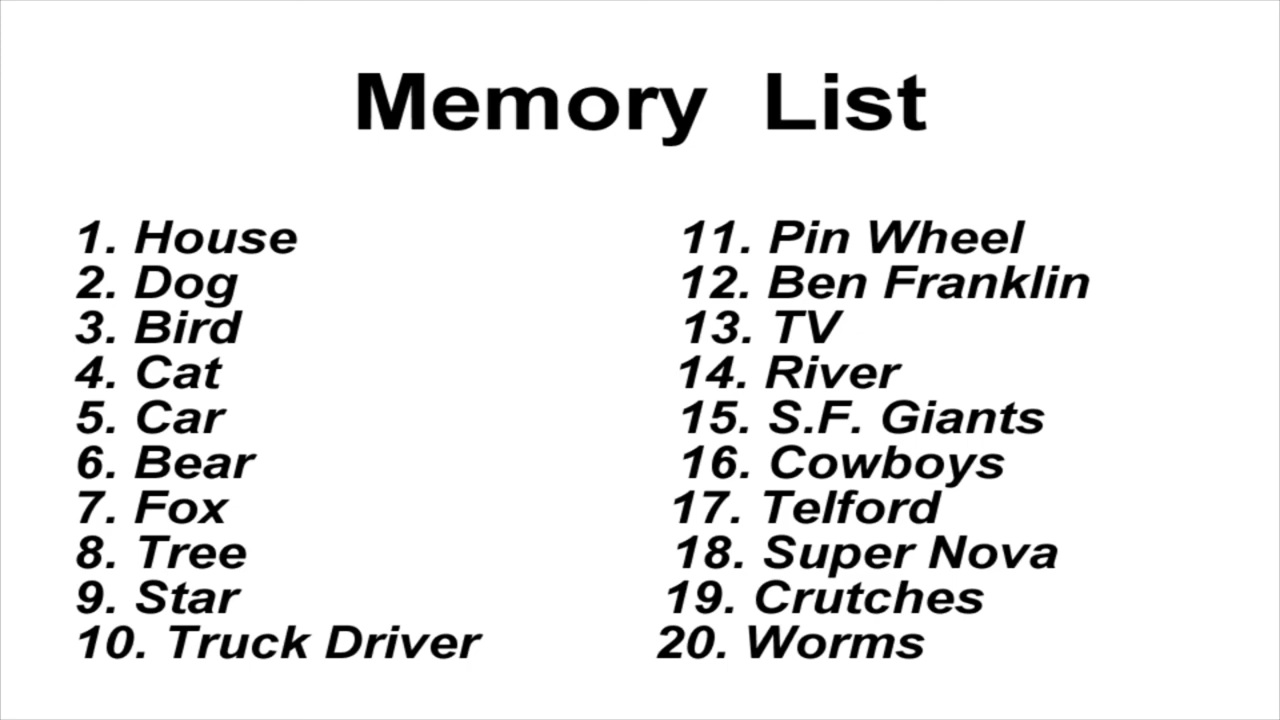 Memory List
1. House
2. Dog
3. Bird
4. Cat
5. Car
6. Bear
7. Fox
8. Tree
9. Star
10. Truck Driver
11. Pin Wheel
12. Ben Franklin
13. TV
14. River
15. S.F. Giants
16. Cowboys
17. Telford
18. Super Nova
19. Crutches
20. Worms